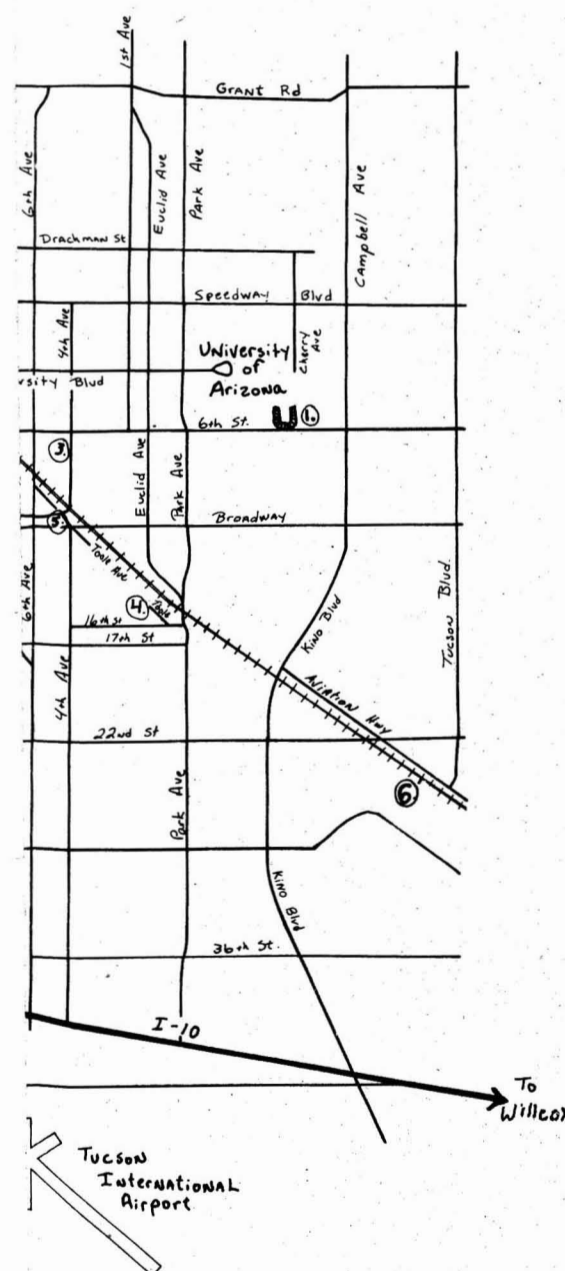 1st Ave
Grant Rd
6th Ave
Euclid Ave
Park Ave
Campbell Ave
Drachman St
Speedway Blvd
4th Ave
Cherry Ave
University
of
Arizona
rsity Blvd
1.
6th St.
3.
Euclid Ave
Park Ave
Broadway
5.
Toole Ave
6th Ave
4.
Toole
16th St
17th St
Kino Blvd
Tucson Blvd.
4th Ave
Aviation Hwy
22nd St
6.
Park Ave
Kino Blvd
36th St.
I-10
To
Willcox
Tucson
International
Airport